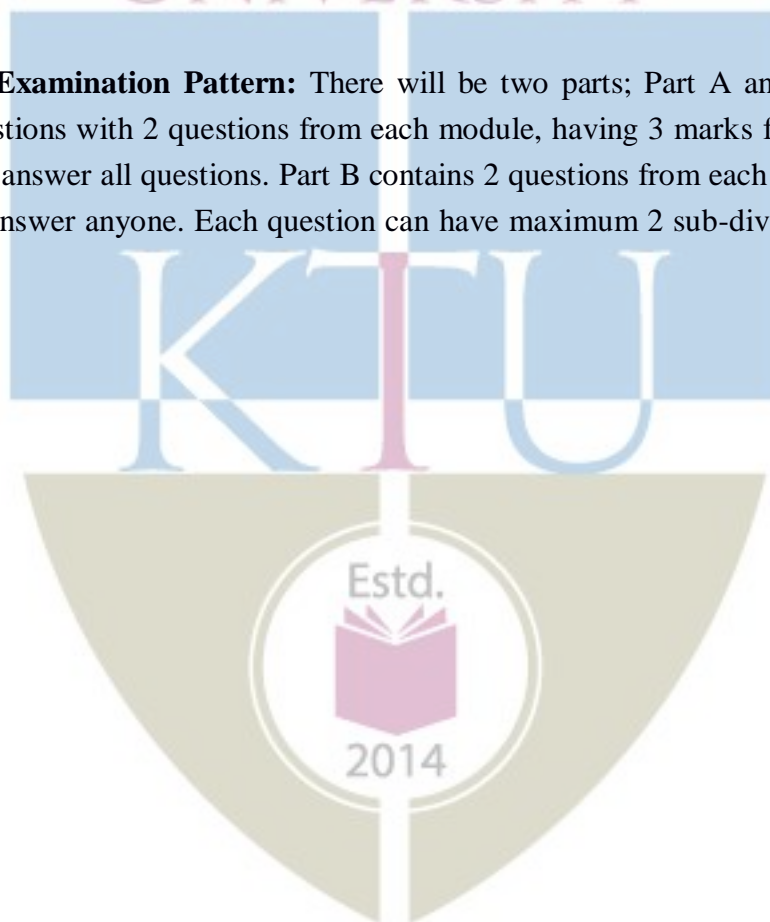 Examination Pattern: There will be two parts; Part A an
stions with 2 questions from each module, having 3 marks f
answer all questions. Part B contains 2 questions from each
nswer anyone. Each question can have maximum 2 sub-div
KTU
Estd.
2014